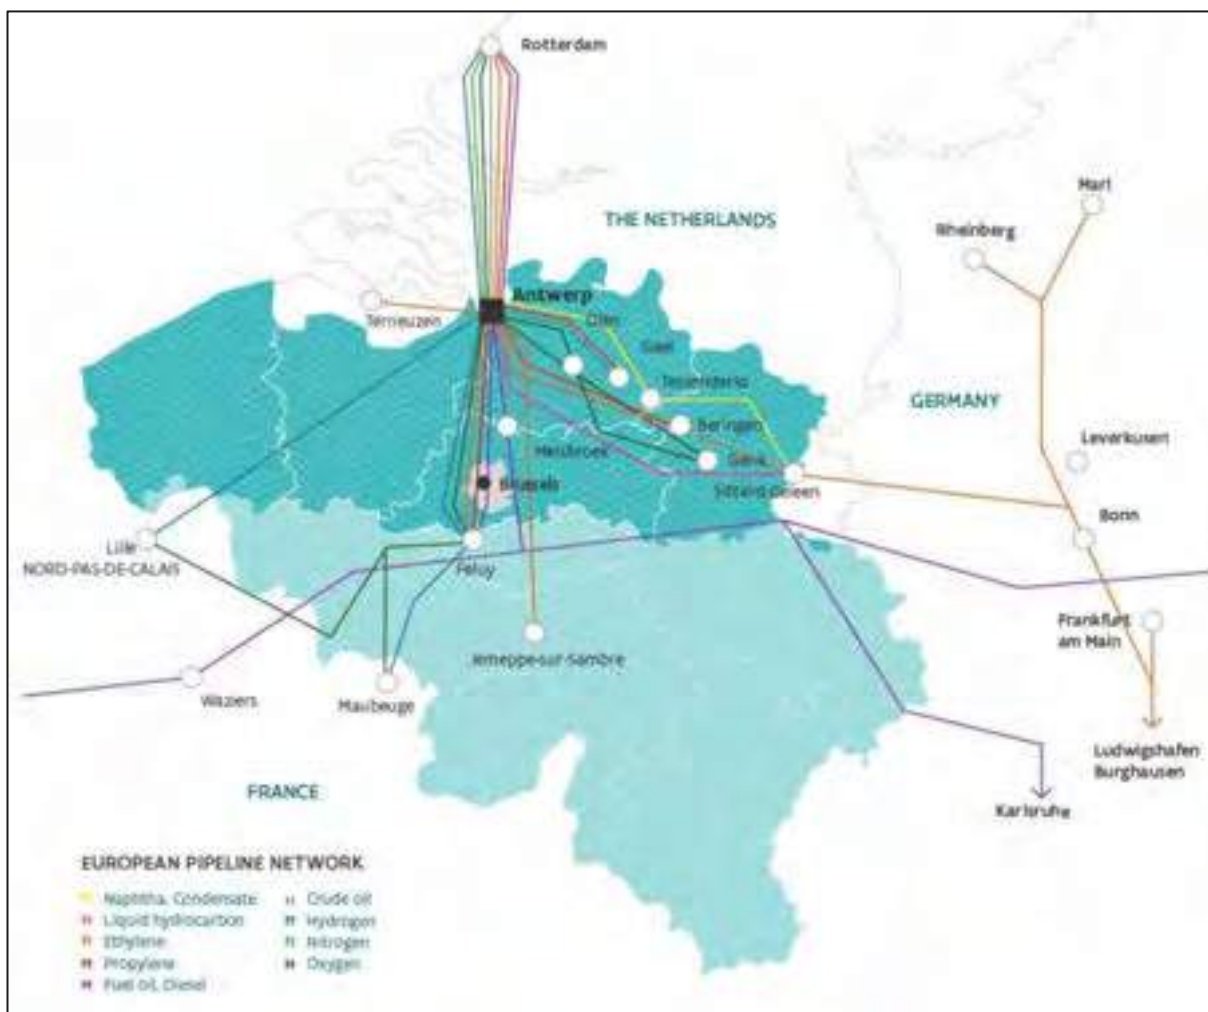 Rotterdam
Marl
THE NETHERLANDS
Rheinberg
Antwerp
Olen
Terneuzen
Geel
Tessenderlo
GERMANY
Beringen
Leverkusen
Genk
Brussels
Sittard-Geleen
Bonn
Lille
NORD-PAS-DE-CALAIS
Feluy
Frankfurt
am Main
Jemeppe-sur-Sambre
Waziers
Maubeuge
Ludwigshafen
Burghausen
FRANCE
Karlsruhe
EUROPEAN PIPELINE NETWORK
Naphtha, Condensate
Crude oil
Liquid hydrocarbon
Hydrogen
Ethylene
Nitrogen
Propylene
Oxygen
Fuel oil, Diesel